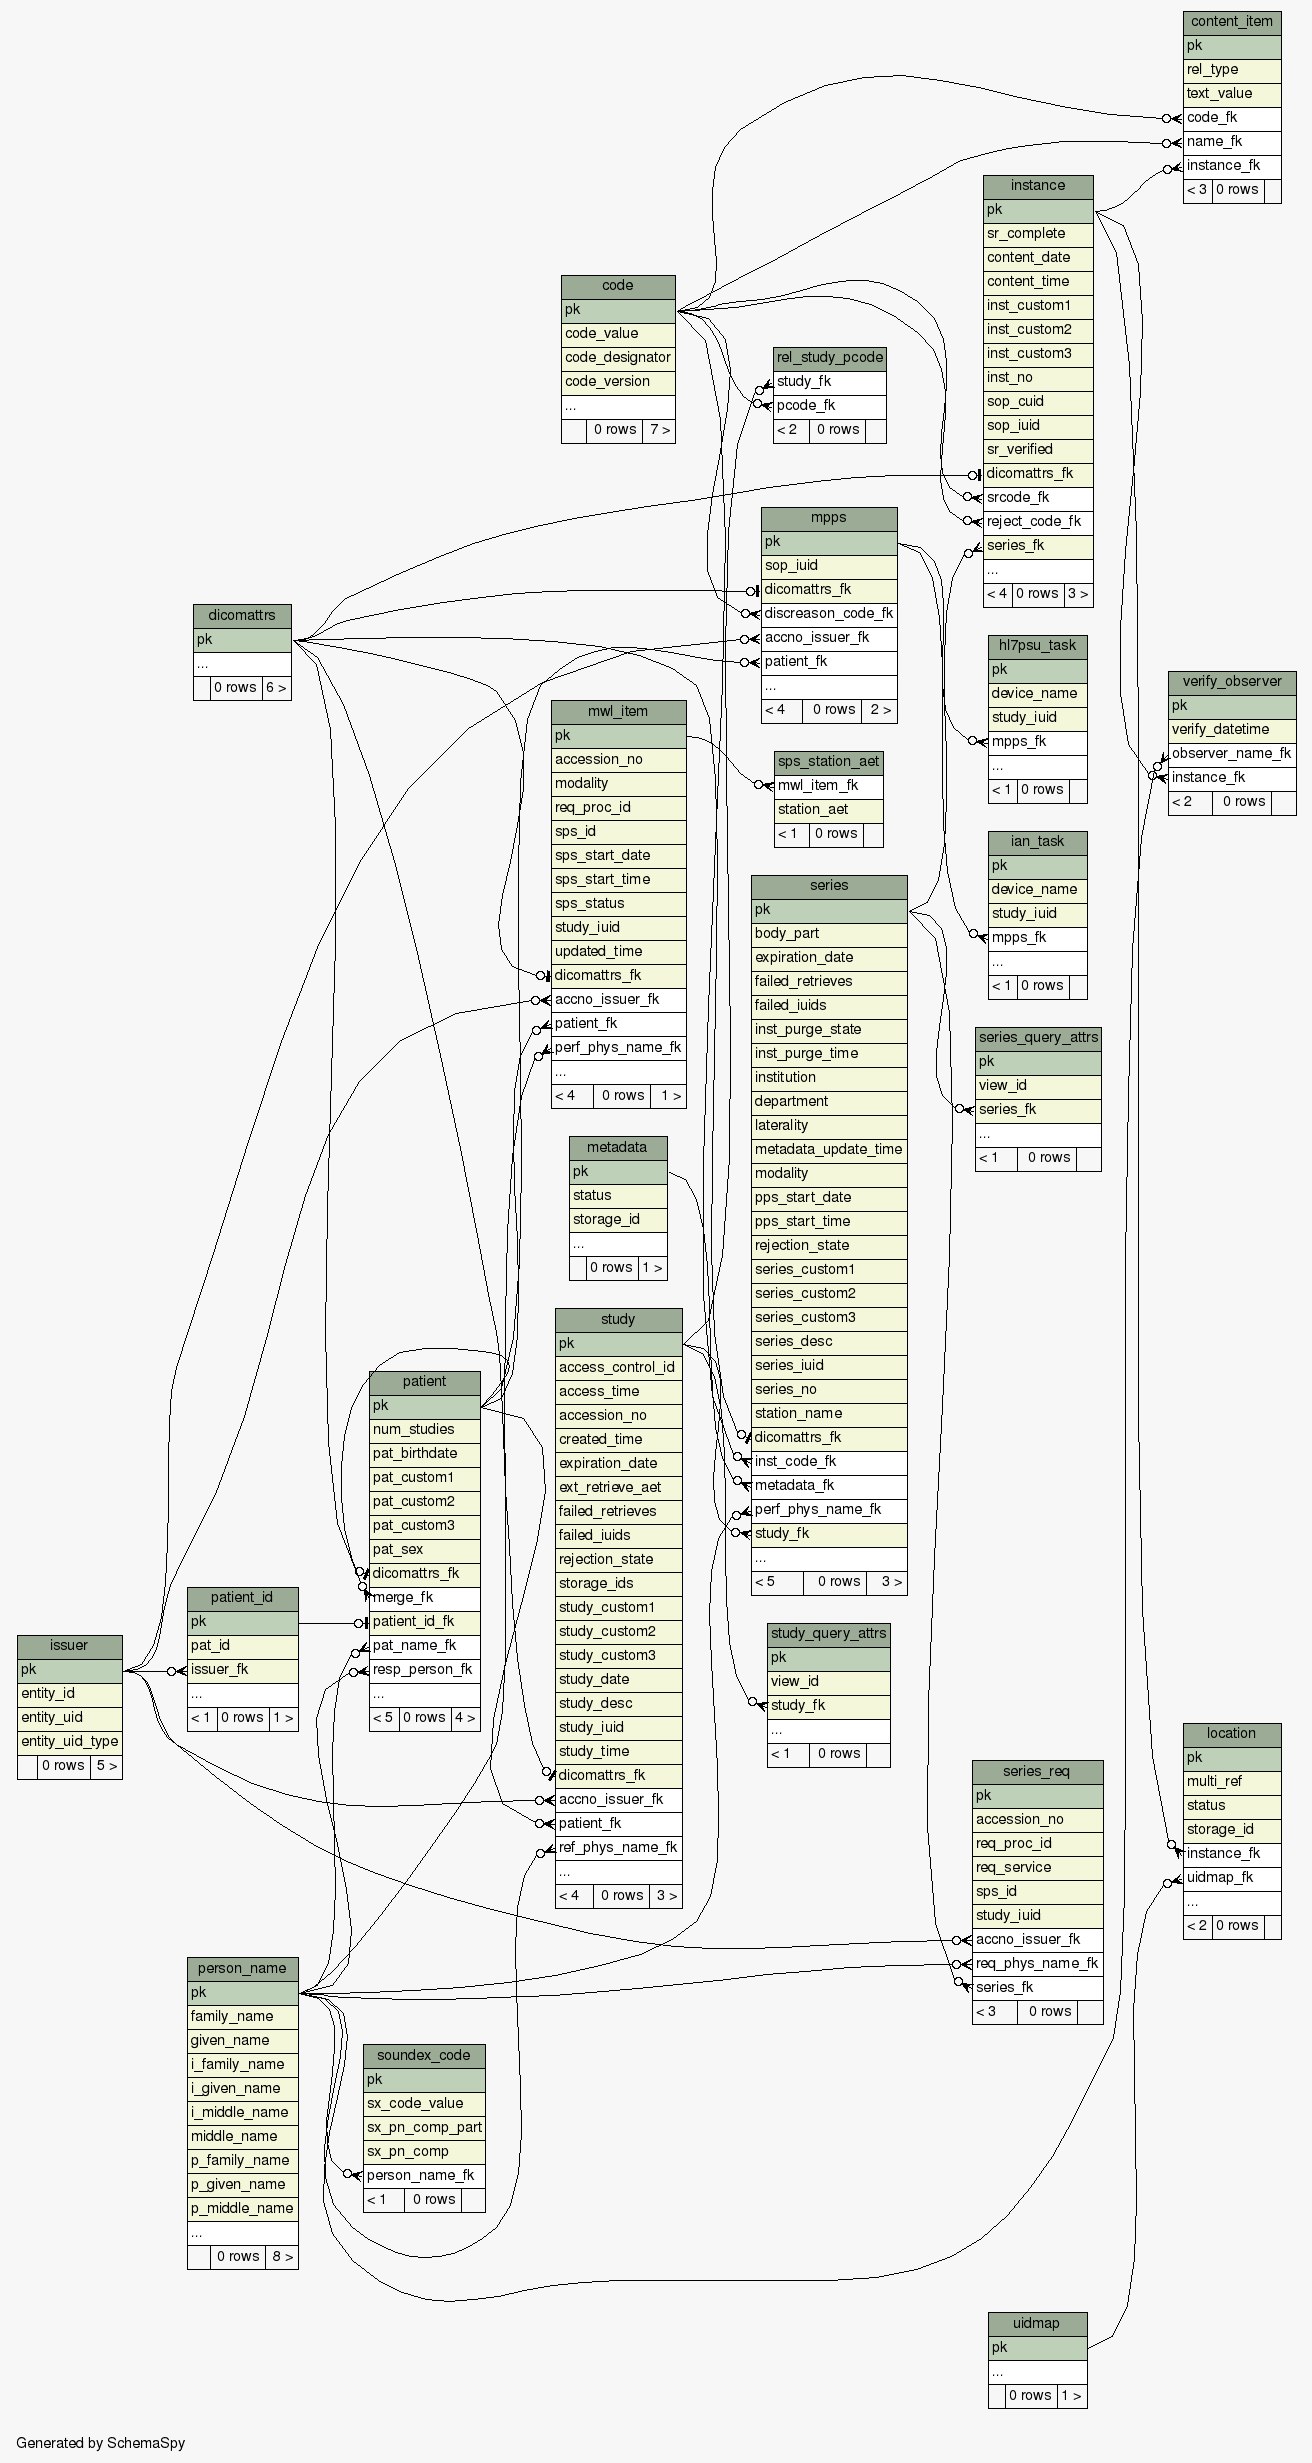 content_item
pk
rel_type
text_value
code_fk
name_fk
instance_fk
< 3 0 rows
instance
pk
sr_complete
content_date
content_time
inst_custom1
inst_custom2
inst_custom3
inst_no
sop_cuid
sop_iuid
sr_verified
dicomattrs_fk
srcode_fk
reject_code_fk
series_fk
...
< 4 0 rows 3 >
code
pk
code_value
code_designator
code_version
...
0 rows 7 >
rel_study_pcode
study_fk
pcode_fk
< 2 0 rows
mpps
pk
sop_iuid
dicomattrs_fk
discreason_code_fk
accno_issuer_fk
patient_fk
...
< 4 0 rows 2 >
dicomattrs
pk
...
0 rows 6 >
hl7psu_task
pk
device_name
study_iuid
mpps_fk
...
< 1 0 rows
verify_observer
pk
verify_datetime
observer_name_fk
instance_fk
< 2 0 rows
mwl_item
pk
accession_no
modality
req_proc_id
sps_id
sps_start_date
sps_start_time
sps_status
study_iuid
updated_time
dicomattrs_fk
accno_issuer_fk
patient_fk
perf_phys_name_fk
...
< 4 0 rows 1 >
sps_station_aet
mwl_item_fk
station_aet
< 1 0 rows
ian_task
pk
device_name
study_iuid
mpps_fk
...
< 1 0 rows
series
pk
body_part
expiration_date
failed_retrieves
failed_iuids
inst_purge_state
inst_purge_time
institution
department
laterality
metadata_update_time
modality
pps_start_date
pps_start_time
rejection_state
series_custom1
series_custom2
series_custom3
series_desc
series_iuid
series_no
station_name
dicomattrs_fk
inst_code_fk
metadata_fk
perf_phys_name_fk
study_fk
...
< 5 0 rows 3 >
series_query_attrs
pk
view_id
series_fk
...
< 1 0 rows
metadata
pk
status
storage_id
...
0 rows 1 >
study
pk
access_control_id
access_time
accession_no
created_time
expiration_date
ext_retrieve_aet
failed_retrieves
failed_iuids
rejection_state
storage_ids
study_custom1
study_custom2
study_custom3
study_date
study_desc
study_iuid
study_time
dicomattrs_fk
accno_issuer_fk
patient_fk
ref_phys_name_fk
...
< 4 0 rows 3 >
patient
pk
num_studies
pat_birthdate
pat_custom1
pat_custom2
pat_custom3
pat_sex
dicomattrs_fk
merge_fk
patient_id_fk
pat_name_fk
resp_person_fk
...
< 5 0 rows 4 >
patient_id
pk
pat_id
issuer_fk
...
< 1 0 rows 1 >
issuer
pk
entity_id
entity_uid
entity_uid_type
0 rows 5 >
study_query_attrs
pk
view_id
study_fk
...
< 1 0 rows
location
pk
multi_ref
status
storage_id
instance_fk
uidmap_fk
...
< 2 0 rows
series_req
pk
accession_no
req_proc_id
req_service
sps_id
study_iuid
accno_issuer_fk
req_phys_name_fk
series_fk
< 3 0 rows
person_name
pk
family_name
given_name
i_family_name
i_given_name
i_middle_name
middle_name
p_family_name
p_given_name
p_middle_name
...
0 rows 8 >
soundex_code
pk
sx_code_value
sx_pn_comp_part
sx_pn_comp
person_name_fk
< 1 0 rows
uidmap
pk
...
0 rows 1 >
Generated by SchemaSpy